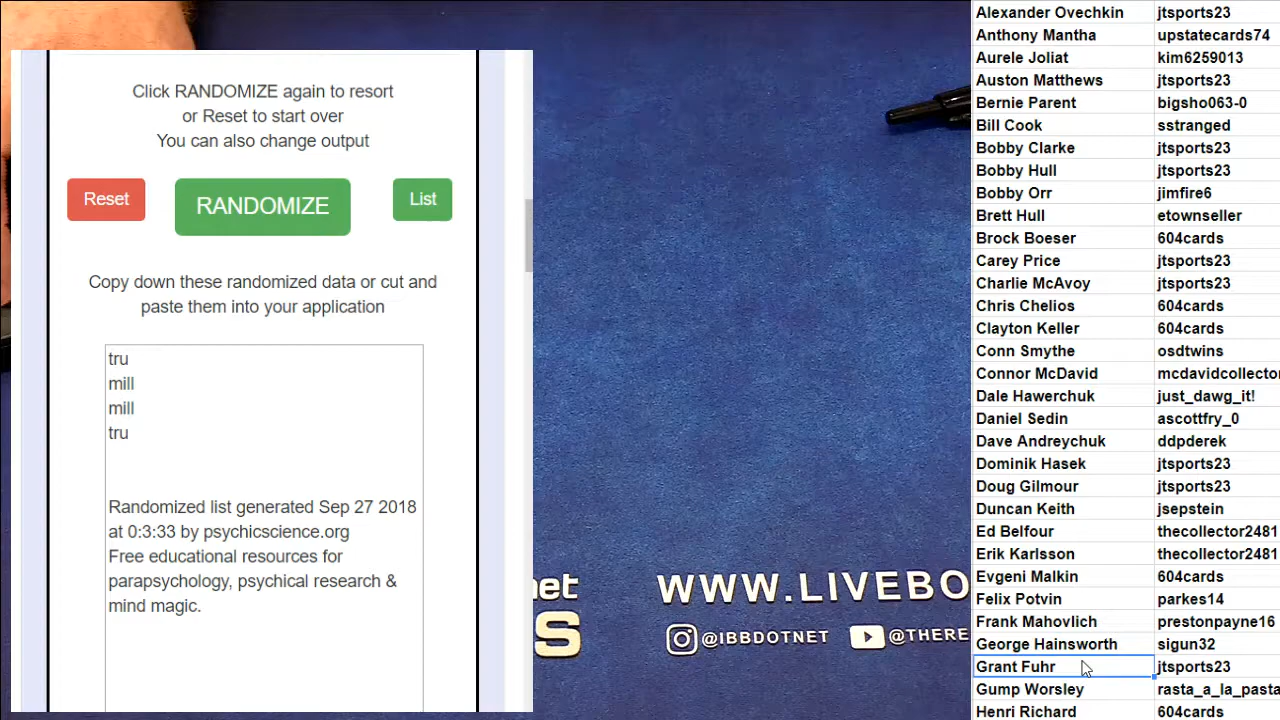 Click RANDOMIZE again to resort
or Reset to start over
You can also change output
Reset
RANDOMIZE
List
Copy down these randomized data or cut and
paste them into your application
tru
mill
mill
tru
Randomized list generated Sep 27 2018
at 0:3:33 by psychicscience.org
Free educational resources for
parapsychology, psychical research &
mind magic.
net
S
WWW.LIVEBO
@IBBDOTNET
@THERE
Alexander Ovechkin jtsports23
Anthony Mantha upstatecards74
Aurele Joliat kim6259013
Auston Matthews jtsports23
Bernie Parent bigsho063-0
Bill Cook sstranged
Bobby Clarke jtsports23
Bobby Hull jtsports23
Bobby Orr jimfire6
Brett Hull etownseller
Brock Boeser 604cards
Carey Price jtsports23
Charlie McAvoy jtsports23
Chris Chelios 604cards
Clayton Keller 604cards
Conn Smythe osdtwins
Connor McDavid mcdavidcollector
Dale Hawerchuk just_dawg_it!
Daniel Sedin ascottfry_0
Dave Andreychuk ddpderek
Dominik Hasek jtsports23
Doug Gilmour jtsports23
Duncan Keith jsepstein
Ed Belfour thecollector2481
Erik Karlsson thecollector2481
Evgeni Malkin 604cards
Felix Potvin parkes14
Frank Mahovlich prestonpayne16
George Hainsworth sigun32
Grant Fuhr jtsports23
Gump Worsley rasta_a_la_pasta
Henri Richard 604cards